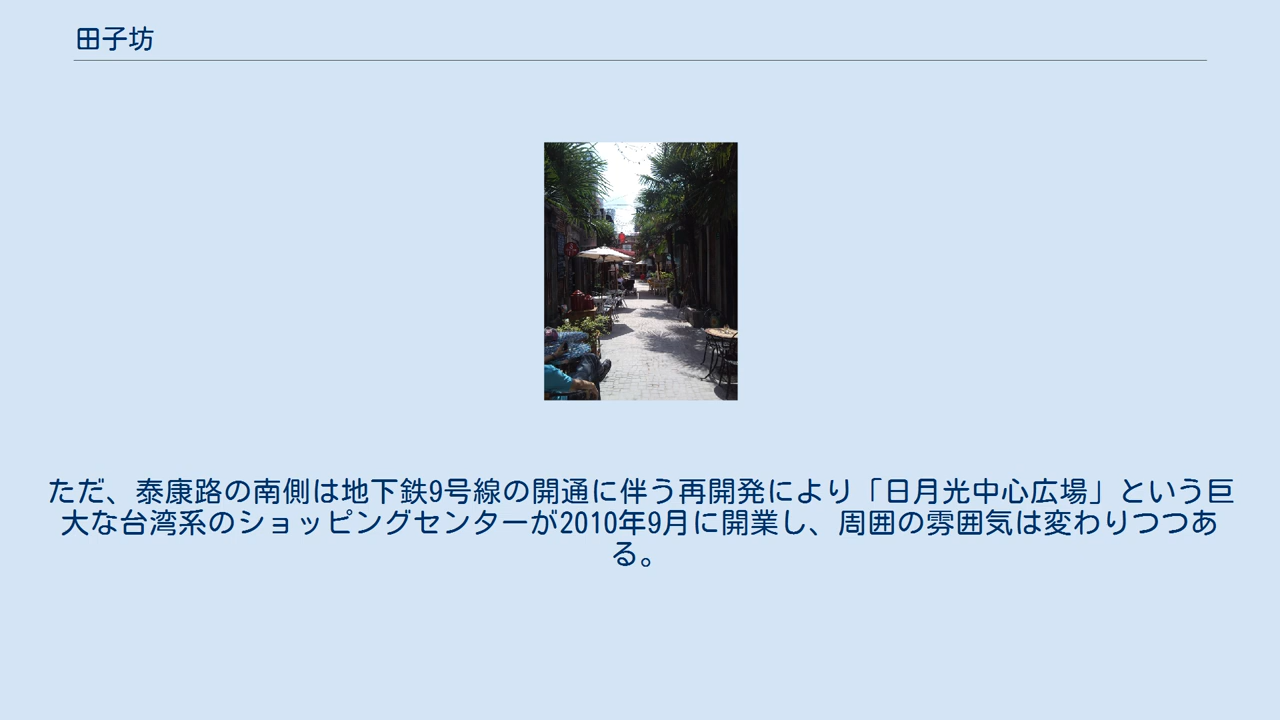 田子坊
ただ、泰康路の南側は地下鉄9号線の開通に伴う再開発により「日月光中心広場」という巨
大な台湾系のショッピングセンターが2010年9月に開業し、周囲の雰囲気は変わりつつあ
る。